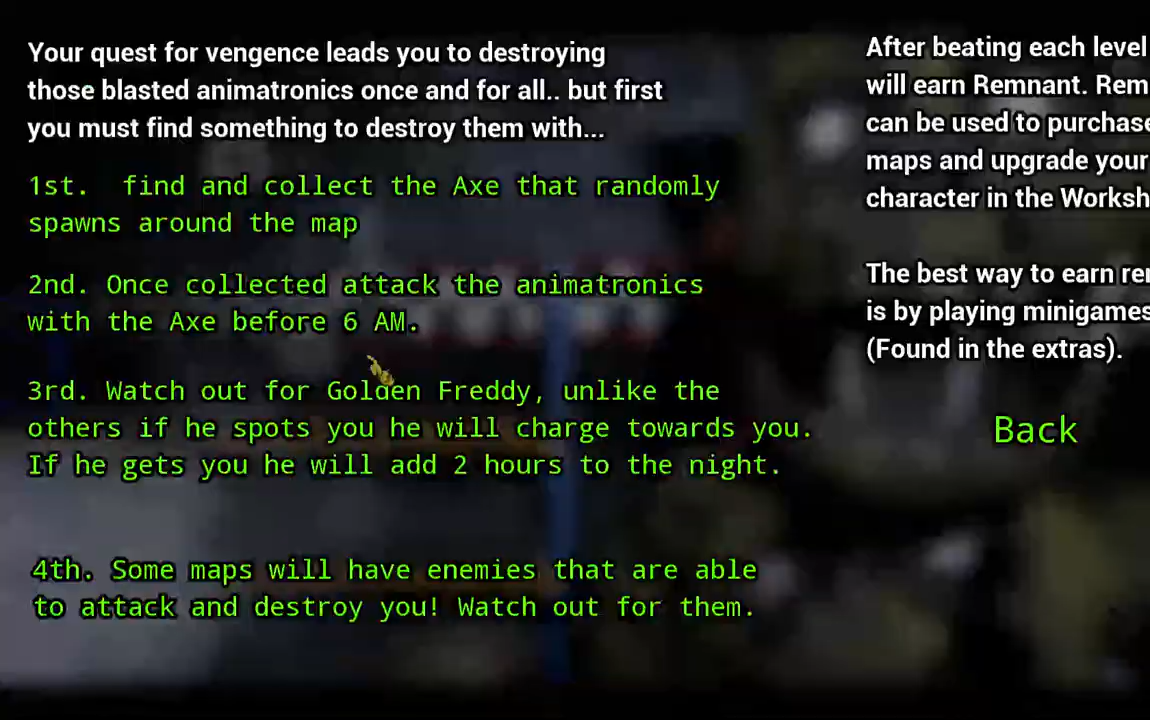 Your quest for vengence leads you to destroying
those blasted animatronics once and for all.. but first
you must find something to destroy them with...
1st.  find and collect the Axe that randomly
spawns around the map
2nd. Once collected attack the animatronics
with the Axe before 6 AM.
3rd. Watch out for Golden Freddy, unlike the
others if he spots you he will charge towards you.
If he gets you he will add 2 hours to the night.
4th. Some maps will have enemies that are able
to attack and destroy you! Watch out for them.
After beating each level
will earn Remnant. Rem
can be used to purchase
maps and upgrade your
character in the Worksh
The best way to earn rem
is by playing minigames
(Found in the extras).
Back